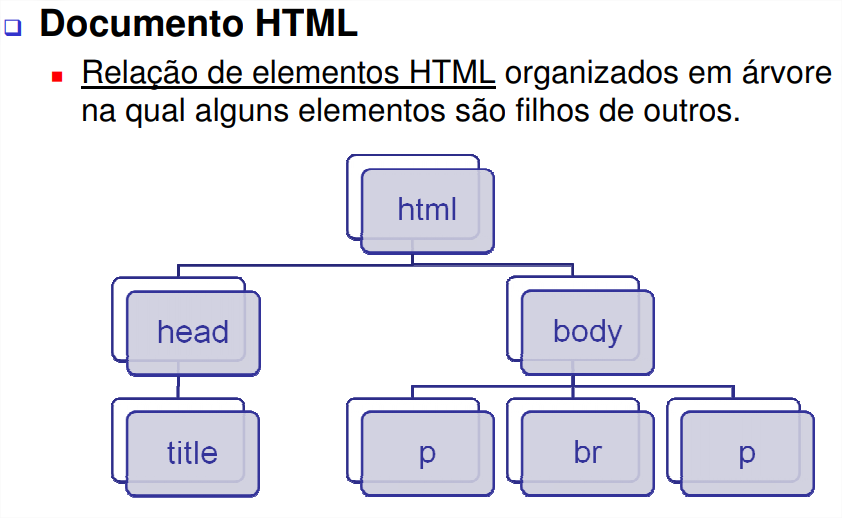 Documento HTML
Relação de elementos HTML organizados em árvore
na qual alguns elementos são filhos de outros.
html
head
body
title
p
br
p